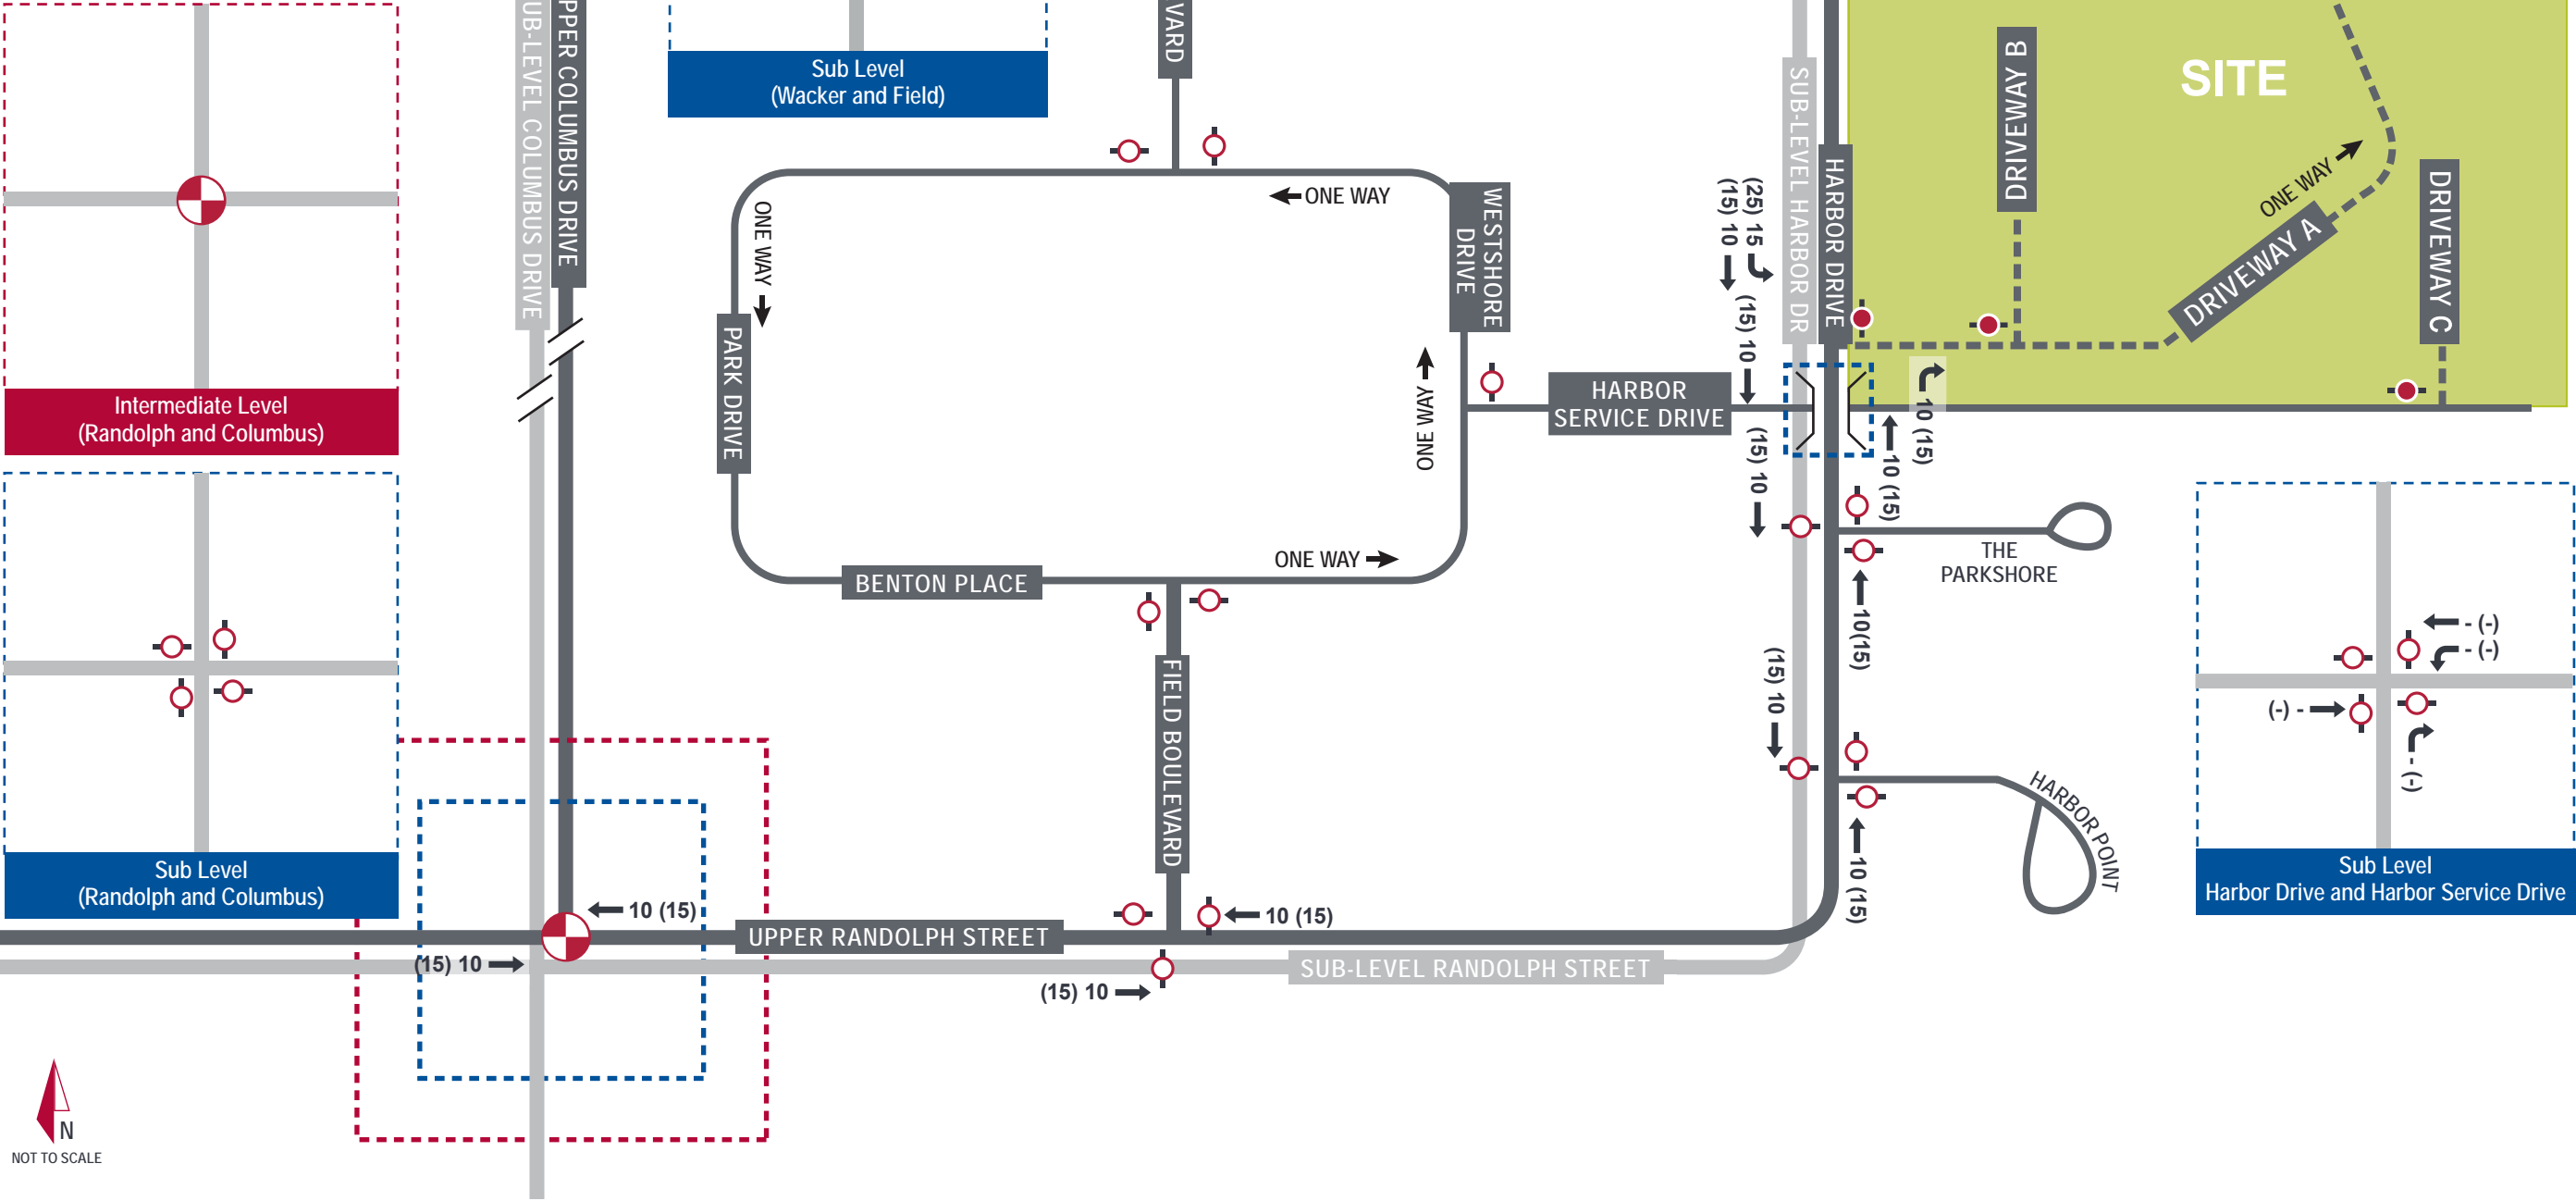 UB-LEVEL COLUMBUS DRIVE
PPER COLUMBUS DRIVE
Sub Level
(Wacker and Field)
VARD
SITE
DRIVEWAY B
DRIVEWAY A
ONE WAY
DRIVEWAY C
SUB-LEVEL HARBOR DR
HARBOR DRIVE
(25) 15
(15) 10
(15) 10
ONE WAY
ONE WAY
WESTSHORE
DRIVE
PARK DRIVE
ONE WAY
HARBOR
SERVICE DRIVE
10 (15)
10 (15)
(15) 10
Intermediate Level
(Randolph and Columbus)
ONE WAY
BENTON PLACE
THE
PARKSHORE
10(15)
(15) 10
FIELD BOULEVARD
- (-)
- (-)
(-) -
- (-)
HARBOR POINT
10 (15)
Sub Level
(Randolph and Columbus)
Sub Level
Harbor Drive and Harbor Service Drive
10 (15)
10 (15)
UPPER RANDOLPH STREET
(15) 10
SUB-LEVEL RANDOLPH STREET
(15) 10
N
NOT TO SCALE